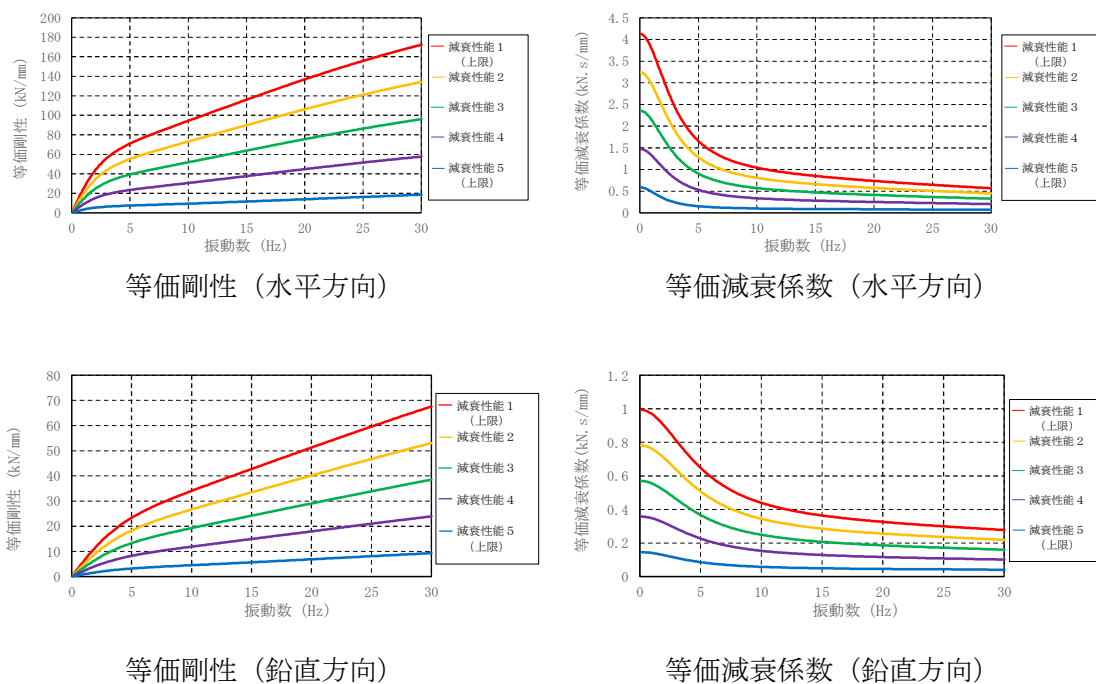 200
180
160
140
120
100
80
60
40
20
0
等価剛性 (kN/mm)
0 5 10 15 20 25 30
振動数 (Hz)
減衰性能1
(上限)
減衰性能2
減衰性能3
減衰性能4
減衰性能5
(上限)
等価剛性（水平方向）
4.5
4
3.5
3
2.5
2
1.5
1
0.5
0
等価減衰係数(kN.s/mm)
0 5 10 15 20 25 30
振動数 (Hz)
減衰性能1
(上限)
減衰性能2
減衰性能3
減衰性能4
減衰性能5
(上限)
等価減衰係数（水平方向）
80
70
60
50
40
30
20
10
0
等価剛性 (kN/mm)
0 5 10 15 20 25 30
振動数 (Hz)
減衰性能1
(上限)
減衰性能2
減衰性能3
減衰性能4
減衰性能5
(上限)
等価剛性（鉛直方向）
1.2
1
0.8
0.6
0.4
0.2
0
等価減衰係数(kN.s/mm)
0 5 10 15 20 25 30
振動数 (Hz)
減衰性能1
(上限)
減衰性能2
減衰性能3
減衰性能4
減衰性能5
(上限)
等価減衰係数（鉛直方向）